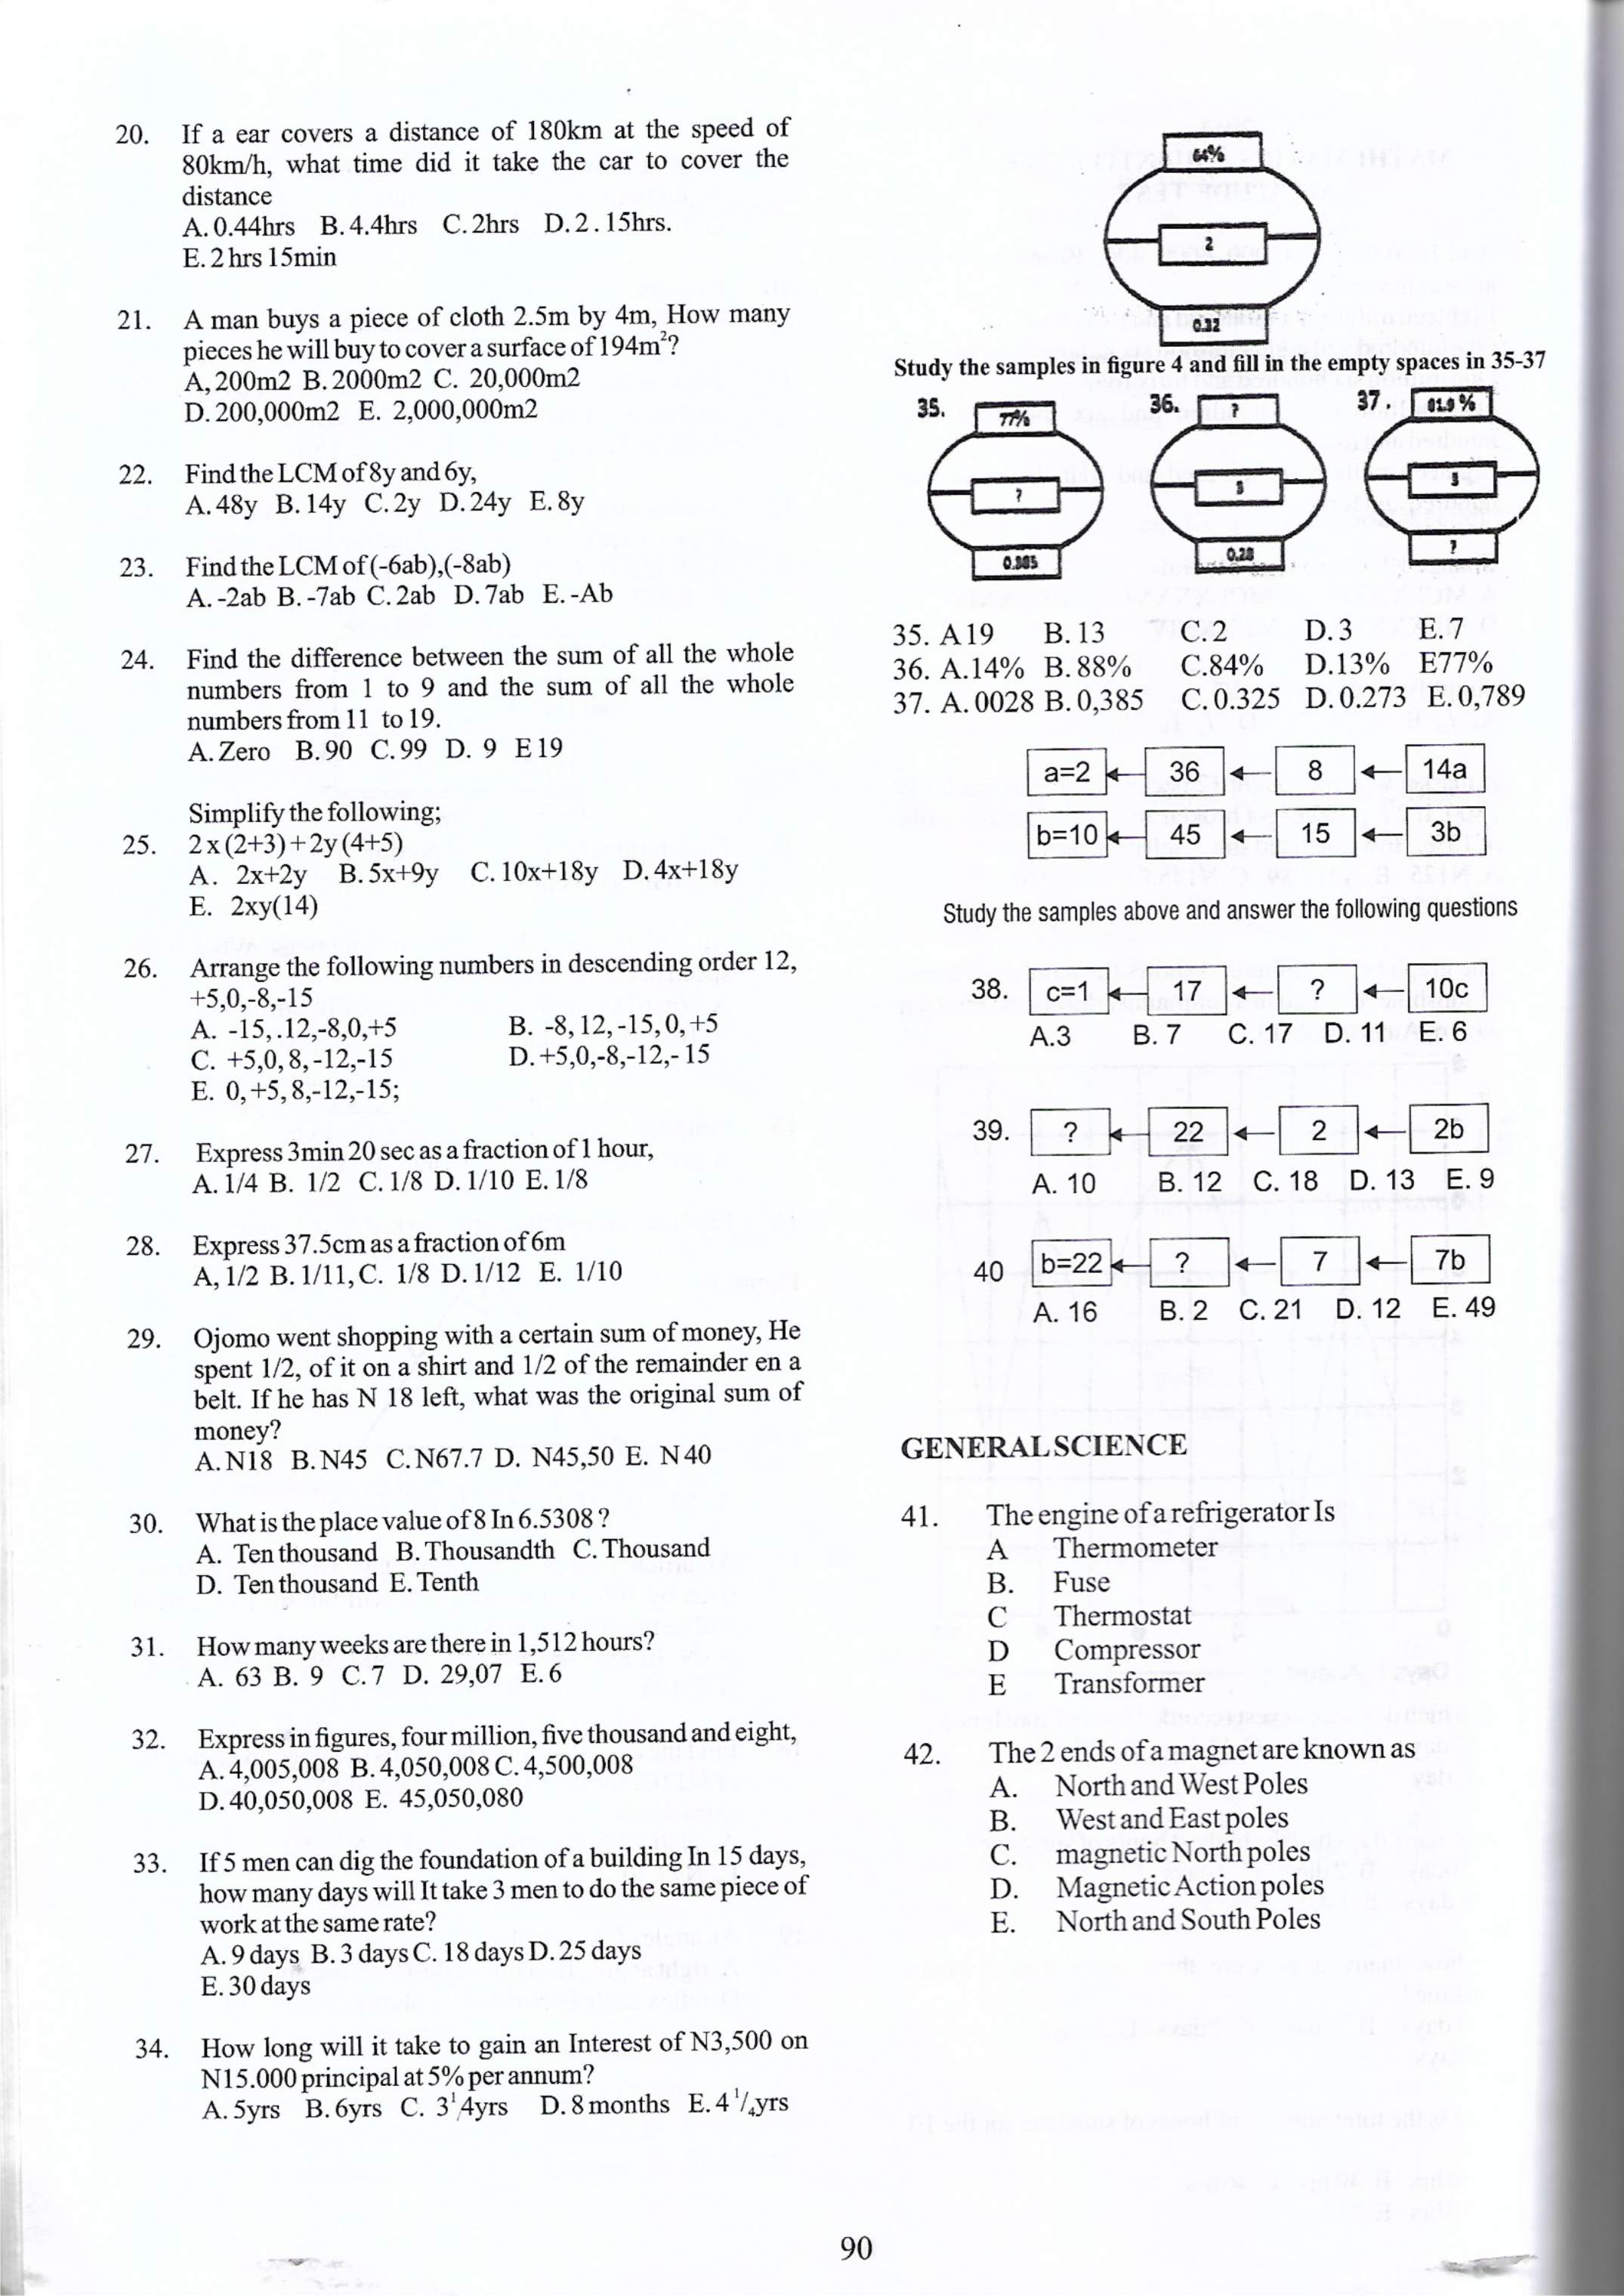 20. If a ear covers a distance of 180km at the speed of
80km/h, what time did it take the car to cover the
distance
A. 0.44hrs B. 4.4hrs C. 2hrs D. 2 . 15hrs.
E. 2 hrs 15min
21. A man buys a piece of cloth 2.5m by 4m, How many
pieces he will buy to cover a surface of 194m²?
A, 200m2 B. 2000m2 C. 20,000m2
D. 200,000m2 E. 2,000,000m2
22. Find the LCM of 8y and 6y,
A. 48y B. 14y C. 2y D. 24y E. 8y
23. Find the LCM of (-6ab),(-8ab)
A. -2ab B. -7ab C. 2ab D. 7ab E. -Ab
24. Find the difference between the sum of all the whole
numbers from 1 to 9 and the sum of all the whole
numbers from 11 to 19.
A. Zero B. 90 C. 99 D. 9 E 19
Simplify the following;
25. 2x(2+3)+2y(4+5)
A. 2x+2y B. 5x+9y C. 10x+18y D. 4x+18y
E. 2xy(14)
26. Arrange the following numbers in descending order 12,
+5,0,-8,-15
A. -15,.12,-8,0,+5 B. -8, 12, -15, 0, +5
C. +5,0, 8, -12,-15 D. +5,0,-8,-12,- 15
E. 0, +5, 8,-12,-15;
27. Express 3min 20 sec as a fraction of 1 hour,
A. 1/4 B. 1/2 C. 1/8 D. 1/10 E. 1/8
28. Express 37.5cm as a fraction of 6m
A, 1/2 B. 1/11, C. 1/8 D. 1/12 E. 1/10
29. Ojomo went shopping with a certain sum of money, He
spent 1/2, of it on a shirt and 1/2 of the remainder en a
belt. If he has N 18 left, what was the original sum of
money?
A. N18 B. N45 C. N67.7 D. N45,50 E. N 40
30. What is the place value of 8 In 6.5308 ?
A. Ten thousand B. Thousandth C. Thousand
D. Ten thousand E. Tenth
31. How many weeks are there in 1,512 hours?
A. 63 B. 9 C. 7 D. 29,07 E. 6
32. Express in figures, four million, five thousand and eight,
A. 4,005,008 B. 4,050,008 C. 4,500,008
D. 40,050,008 E. 45,050,080
33. If 5 men can dig the foundation of a building In 15 days,
how many days will It take 3 men to do the same piece of
work at the same rate?
A. 9 days B. 3 days C. 18 days D. 25 days
E. 30 days
34. How long will it take to gain an Interest of N3,500 on
N15.000 principal at 5% per annum?
A. 5yrs B. 6yrs C. 3¹4yrs D. 8 months E. 4 ¹/₄yrs
64%
2
0.32
Study the samples in figure 4 and fill in the empty spaces in 35-37
35. 77% 36. ? 37. 81.9 %
? 3 3
0.385 0.28 ?
35. A 19 B. 13 C. 2 D. 3 E. 7
36. A. 14% B. 88% C. 84% D. 13% E 77%
37. A. 0028 B. 0,385 C. 0.325 D. 0.273 E. 0,789
a=2 36 8 14a
b=10 45 15 3b
Study the samples above and answer the following questions
38. c=1 17 ? 10c
A. 3 B. 7 C. 17 D. 11 E. 6
39. ? 22 2 2b
A. 10 B. 12 C. 18 D. 13 E. 9
40 b=22 ? 7 7b
A. 16 B. 2 C. 21 D. 12 E. 49
GENERAL SCIENCE
41. The engine of a refrigerator Is
A Thermometer
B. Fuse
C Thermostat
D Compressor
E Transformer
42. The 2 ends of a magnet are known as
A. North and West Poles
B. West and East poles
C. magnetic North poles
D. Magnetic Action poles
E. North and South Poles
90